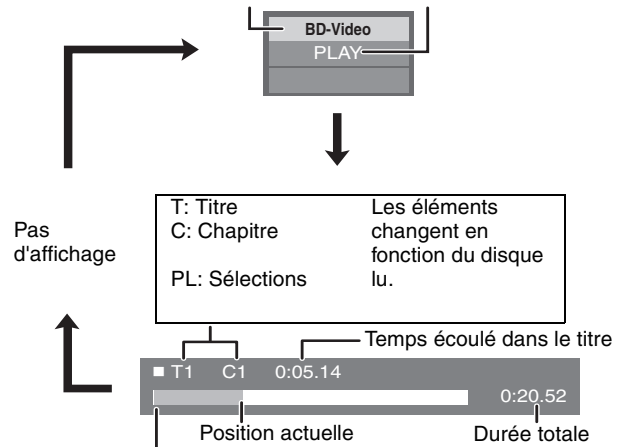 BD-Video
PLAY
T: Titre
C: Chapitre
PL: Sélections
Les éléments
changent en
fonction du disque
lu.
Pas
d'affichage
Temps écoulé dans le titre
T1 C1 0:05.14
0:20.52
Position actuelle
Durée totale